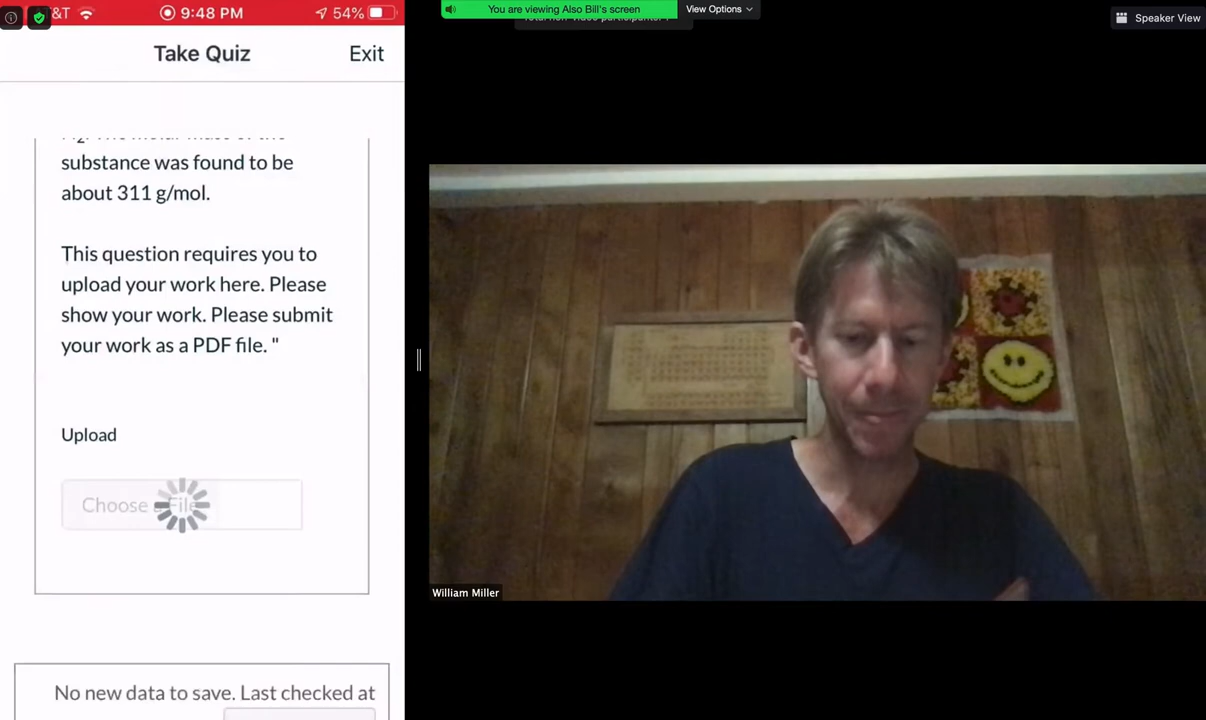 AT&T 9:48 PM 54%
Take Quiz Exit
substance was found to be
about 311 g/mol.
This question requires you to
upload your work here. Please
show your work. Please submit
your work as a PDF file. "
Upload
Choose a File
No new data to save. Last checked at
You are viewing Also Bill's screen
View Options
Speaker View
William Miller